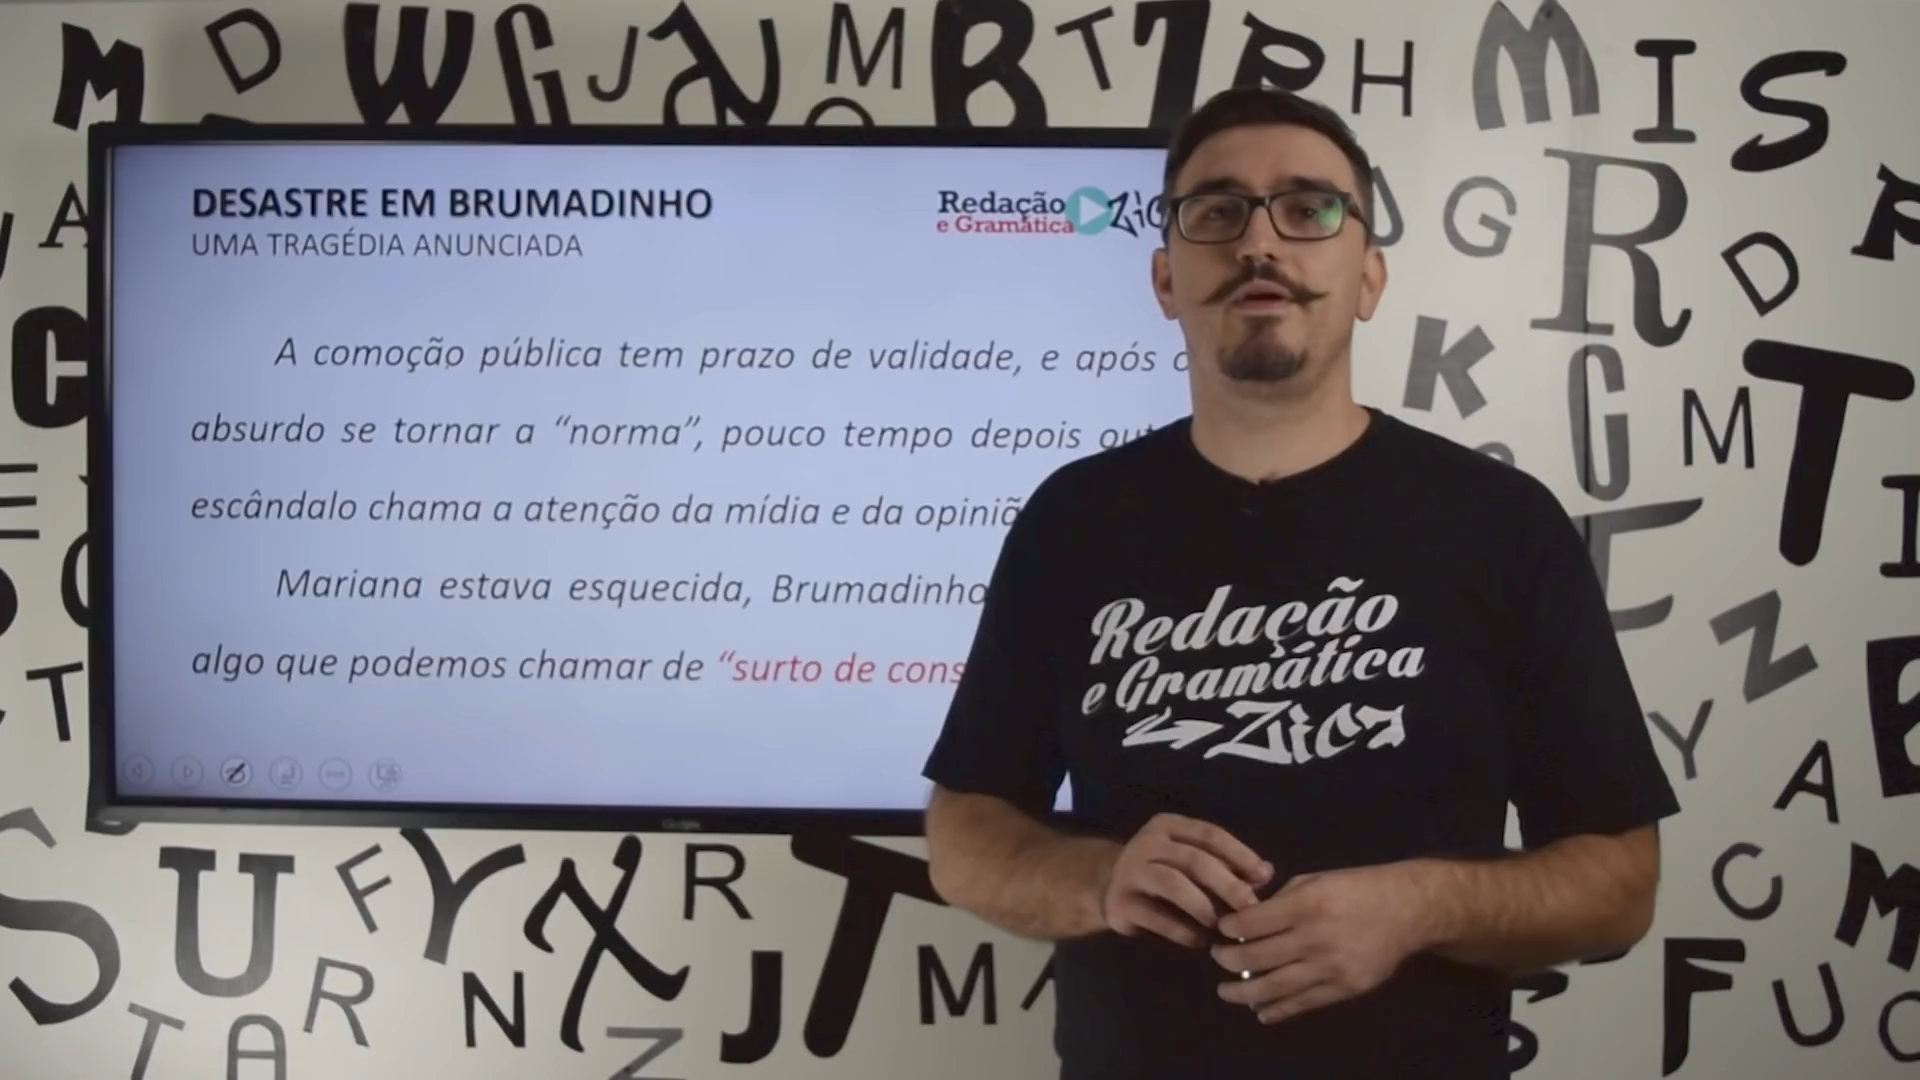 DESASTRE EM BRUMADINHO
UMA TRAGÉDIA ANUNCIADA
Redação
e Gramática
A comoção pública tem prazo de validade, e após
absurdo se tornar a “norma”, pouco tempo depois
escândalo chama a atenção da mídia e da
Mariana estava esquecida, Brumadinho
algo que podemos chamar de “surto de
Redação
e Gramática
Zica